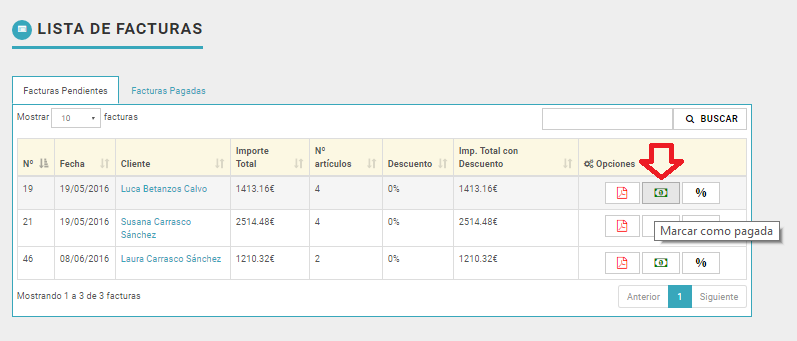 LISTA DE FACTURAS
Facturas Pendientes Facturas Pagadas
Mostrar 10 facturas BUSCAR
Nº Fecha Cliente Importe Total Nº artículos Descuento Imp. Total con Descuento Opciones
19 19/05/2016 Luca Betanzos Calvo 1413.16€ 4 0% 1413.16€ %
21 19/05/2016 Susana Carrasco Sánchez 2514.48€ 4 0% 2514.48€
Marcar como pagada
46 08/06/2016 Laura Carrasco Sánchez 1210.32€ 2 0% 1210.32€ %
Mostrando 1 a 3 de 3 facturas Anterior 1 Siguiente